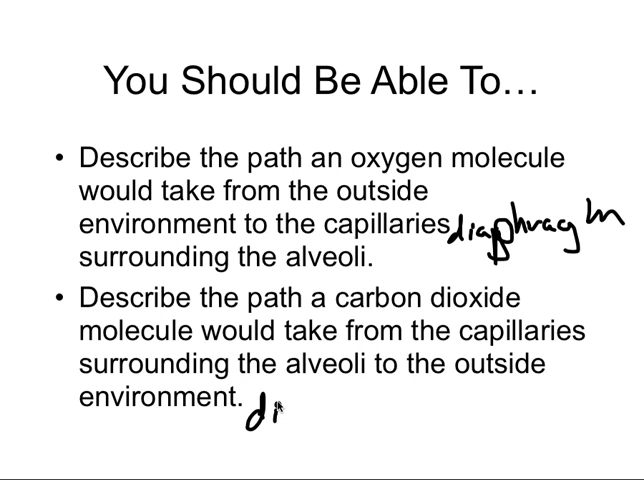 You Should Be Able To…
• Describe the path an oxygen molecule
would take from the outside
environment to the capillaries diaphragm
surrounding the alveoli.
• Describe the path a carbon dioxide
molecule would take from the capillaries
surrounding the alveoli to the outside
environment. di